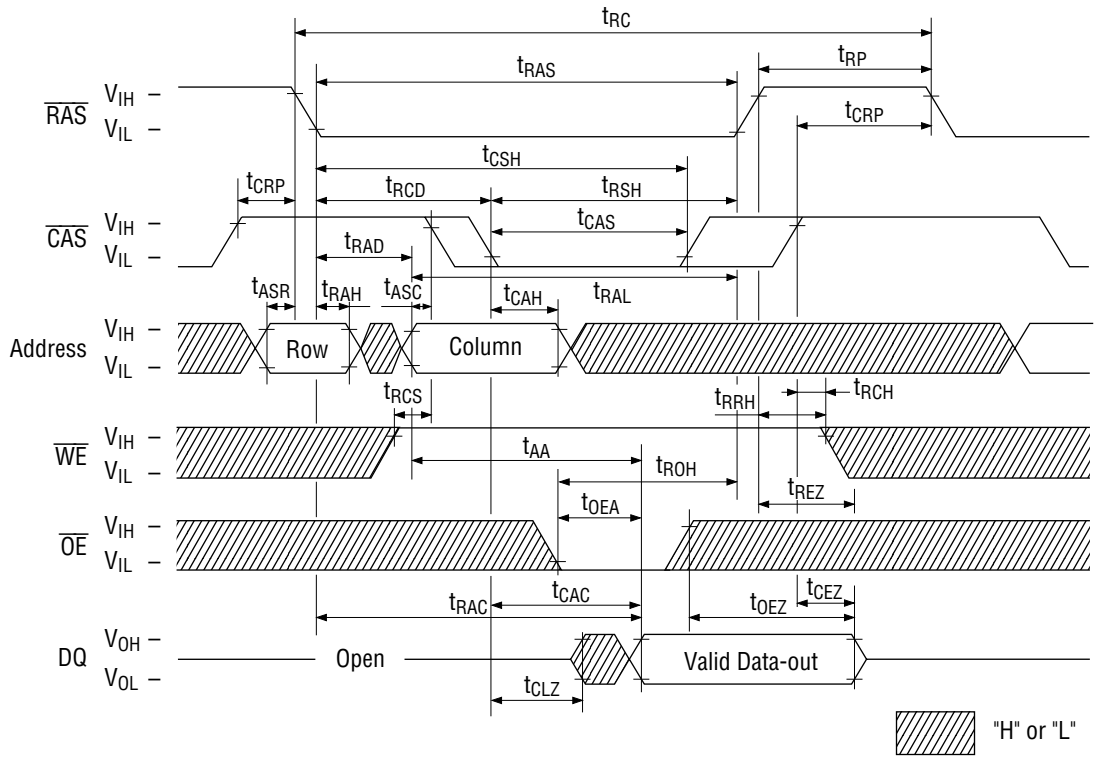 tRC
tRAS
tRP
RAS
VIH
VIL
tCRP
tCSH
tCRP
tRCD
tRSH
CAS
VIH
VIL
tCAS
tRAD
tRAL
tASR
tRAH
tASC
tCAH
Address
VIH
VIL
Row
Column
tRCS
tRRH
tRCH
WE
VIH
VIL
tAA
tROH
tREZ
tOEA
OE
VIH
VIL
tCAC
tRAC
tCEZ
tOEZ
DQ
VOH
VOL
Open
Valid Data-out
tCLZ
"H" or "L"